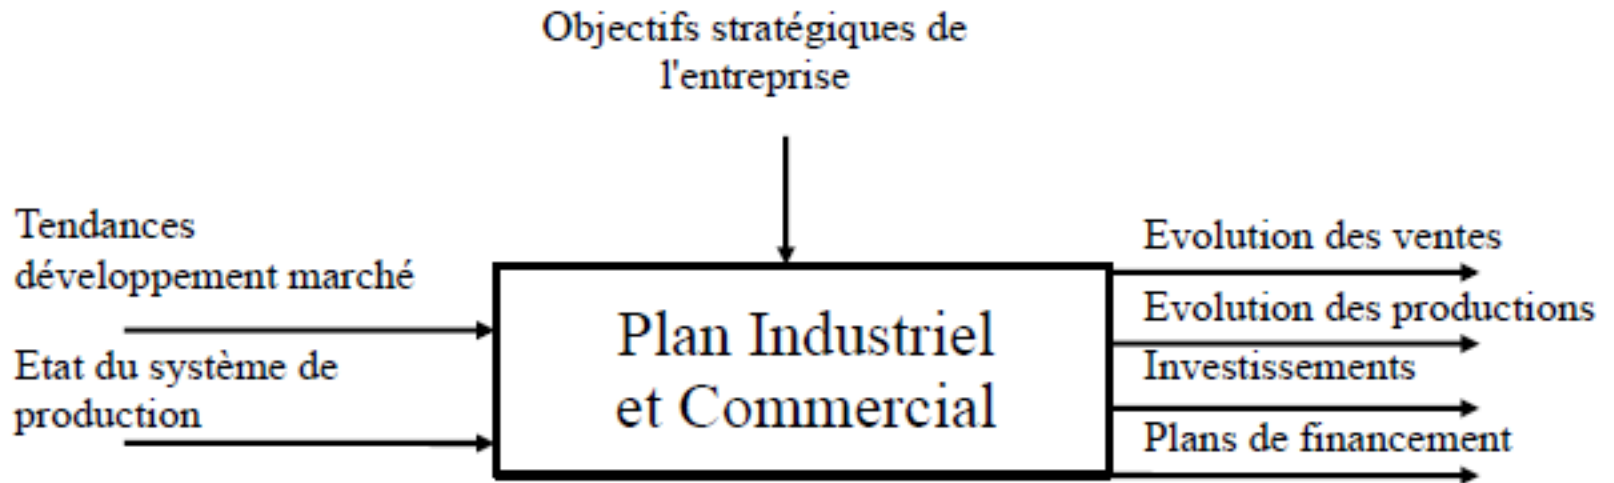 Objectifs stratégiques de
l'entreprise
Tendances
développement marché
Etat du système de
production
Plan Industriel
et Commercial
Evolution des ventes
Evolution des productions
Investissements
Plans de financement